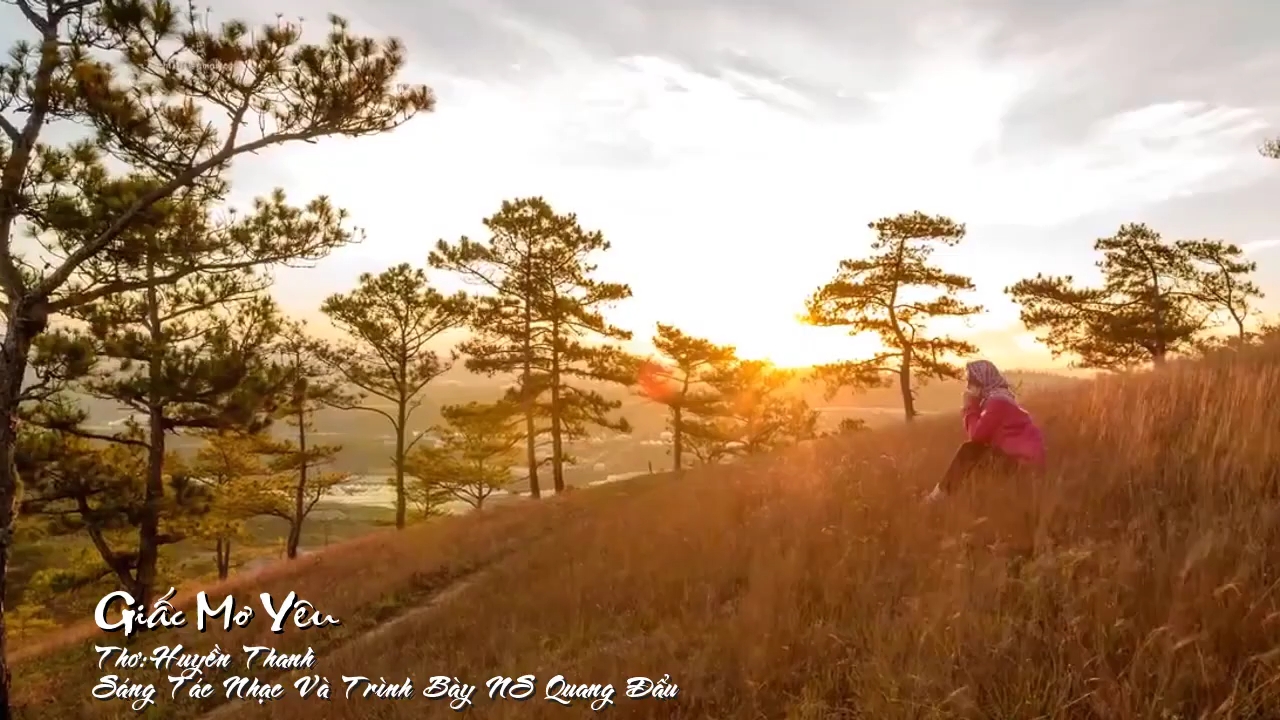 Giấc Mơ Yêu
Thơ:Huyền Thanh
Sáng Tác Nhạc Và Trình Bày NS Quang Đẩu